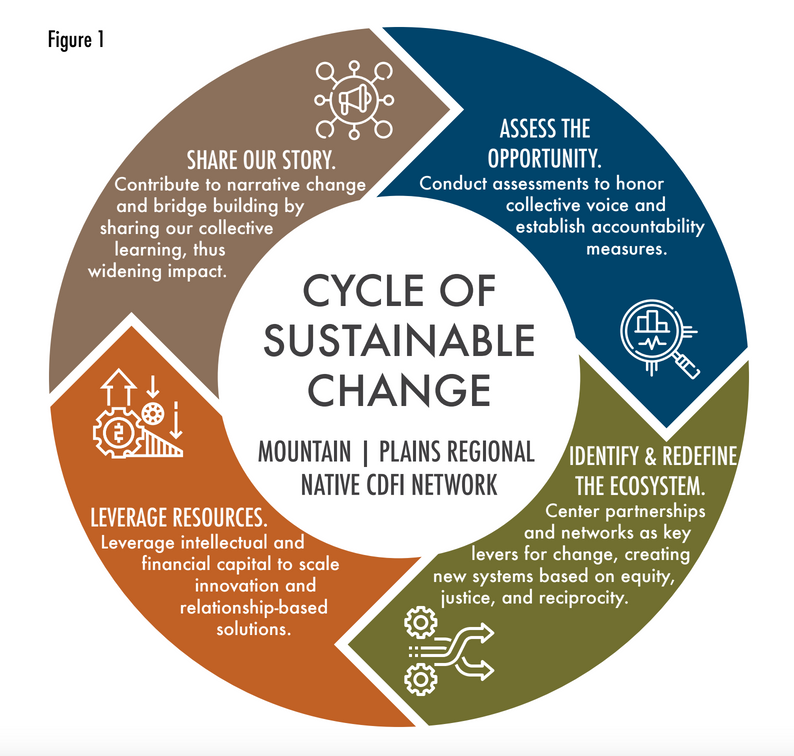 Figure 1
SHARE OUR STORY.
Contribute to narrative change
and bridge building by
sharing our collective
learning, thus
widening impact.
ASSESS THE
OPPORTUNITY.
Conduct assessments to honor
collective voice and
establish accountability
measures.
CYCLE OF
SUSTAINABLE
CHANGE
MOUNTAIN | PLAINS REGIONAL
NATIVE CDFI NETWORK
IDENTIFY & REDEFINE
THE ECOSYSTEM.
Center partnerships
and networks as key
levers for change, creating
new systems based on equity,
justice, and reciprocity.
LEVERAGE RESOURCES.
Leverage intellectual and
financial capital to scale
innovation and
relationship-based
solutions.